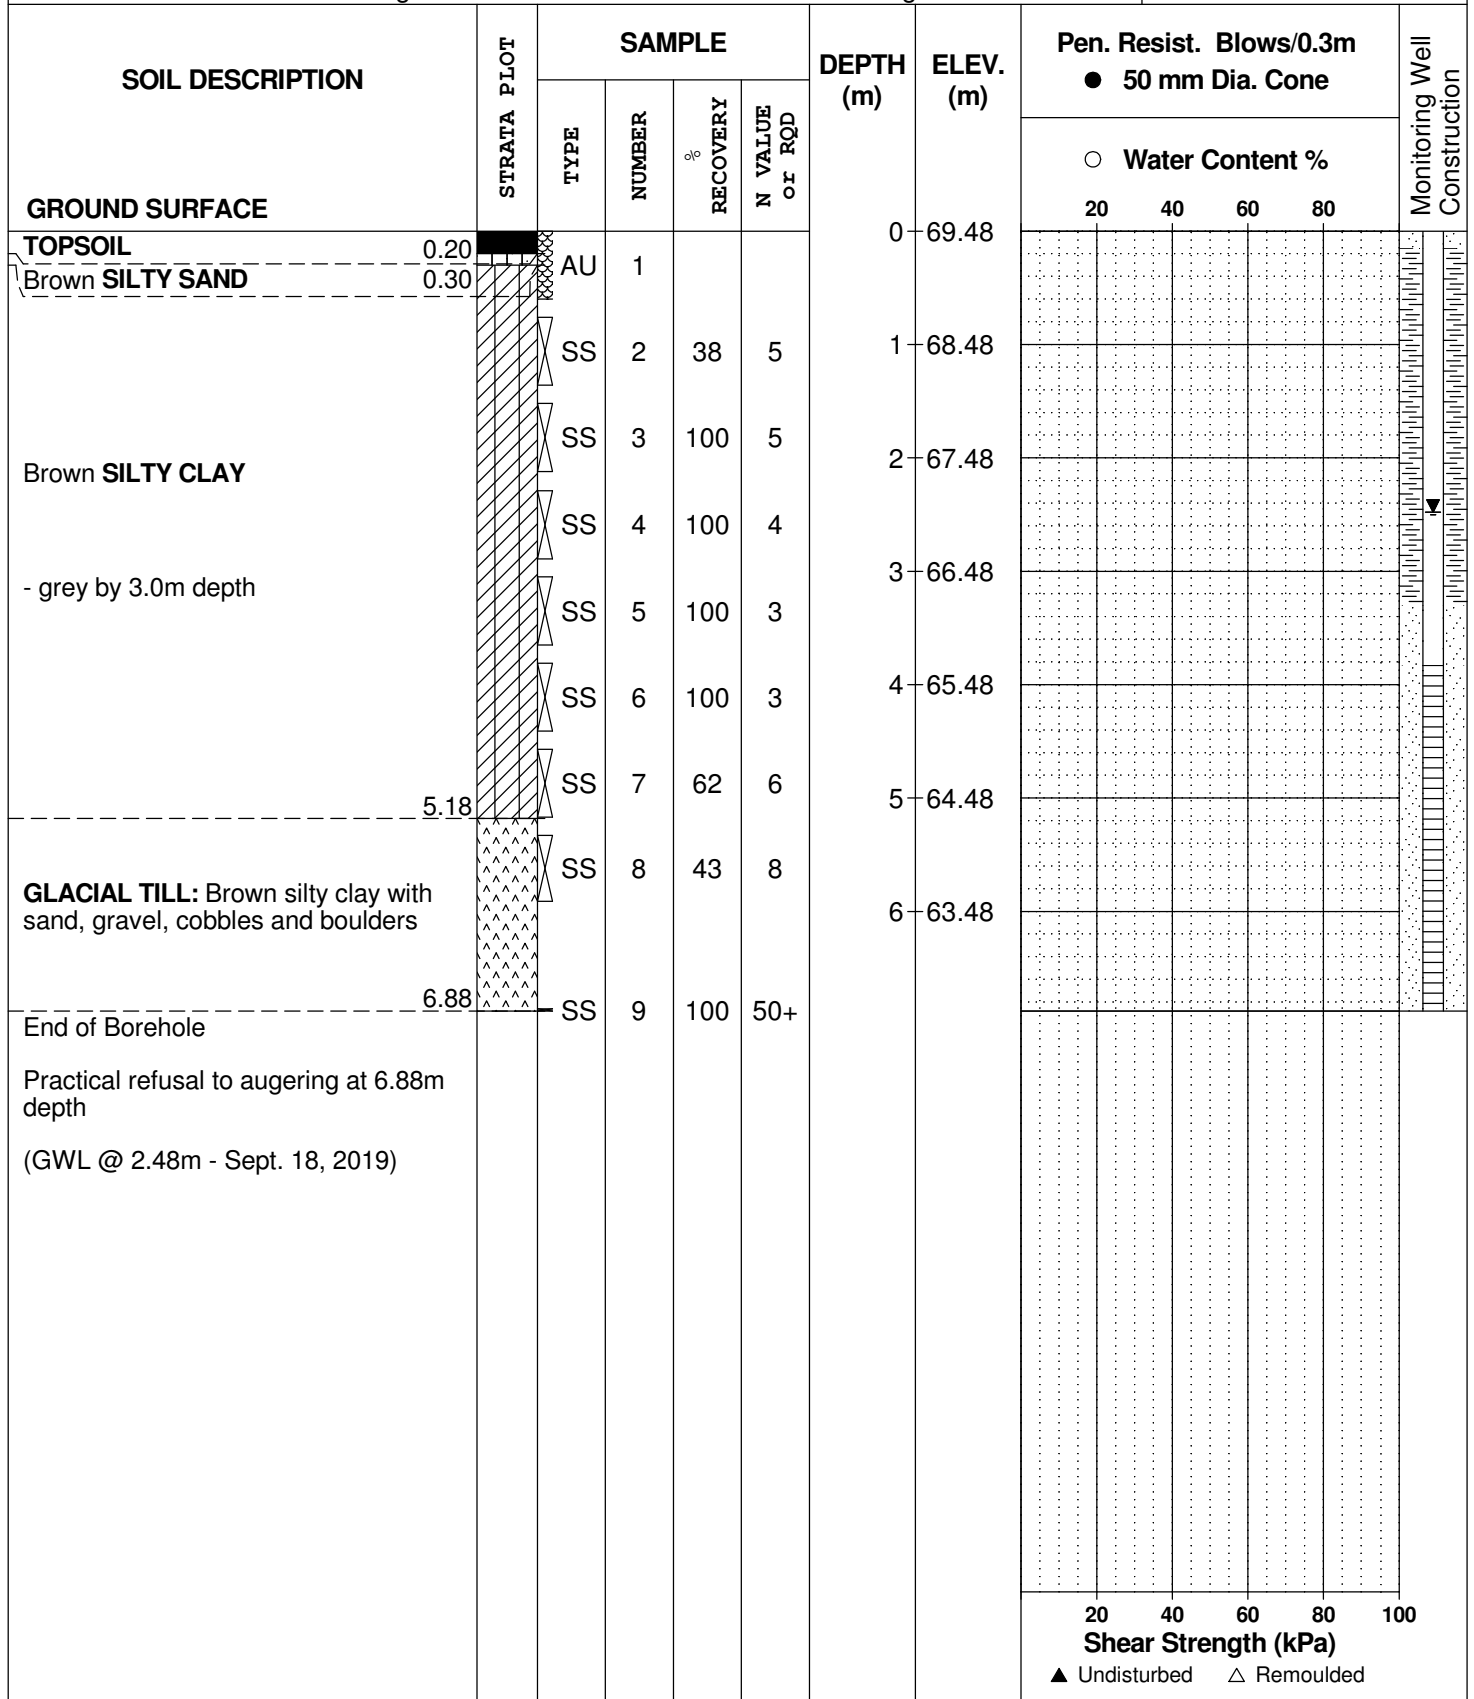 SOIL DESCRIPTION
GROUND SURFACE
STRATA PLOT
SAMPLE
TYPE
NUMBER
% RECOVERY
N VALUE or RQD
DEPTH (m)
ELEV. (m)
Pen. Resist. Blows/0.3m
● 50 mm Dia. Cone
○ Water Content %
20 40 60 80
Monitoring Well
Construction
TOPSOIL 0.20
Brown SILTY SAND 0.30
AU 1
0 69.48
SS 2 38 5
1 68.48
SS 3 100 5
2 67.48
Brown SILTY CLAY
SS 4 100 4
3 66.48
- grey by 3.0m depth
SS 5 100 3
4 65.48
SS 6 100 3
SS 7 62 6
5 64.48
5.18
SS 8 43 8
GLACIAL TILL: Brown silty clay with
sand, gravel, cobbles and boulders
6 63.48
6.88
SS 9 100 50+
End of Borehole
Practical refusal to augering at 6.88m
depth
(GWL @ 2.48m - Sept. 18, 2019)
20 40 60 80 100
Shear Strength (kPa)
▲ Undisturbed △ Remoulded